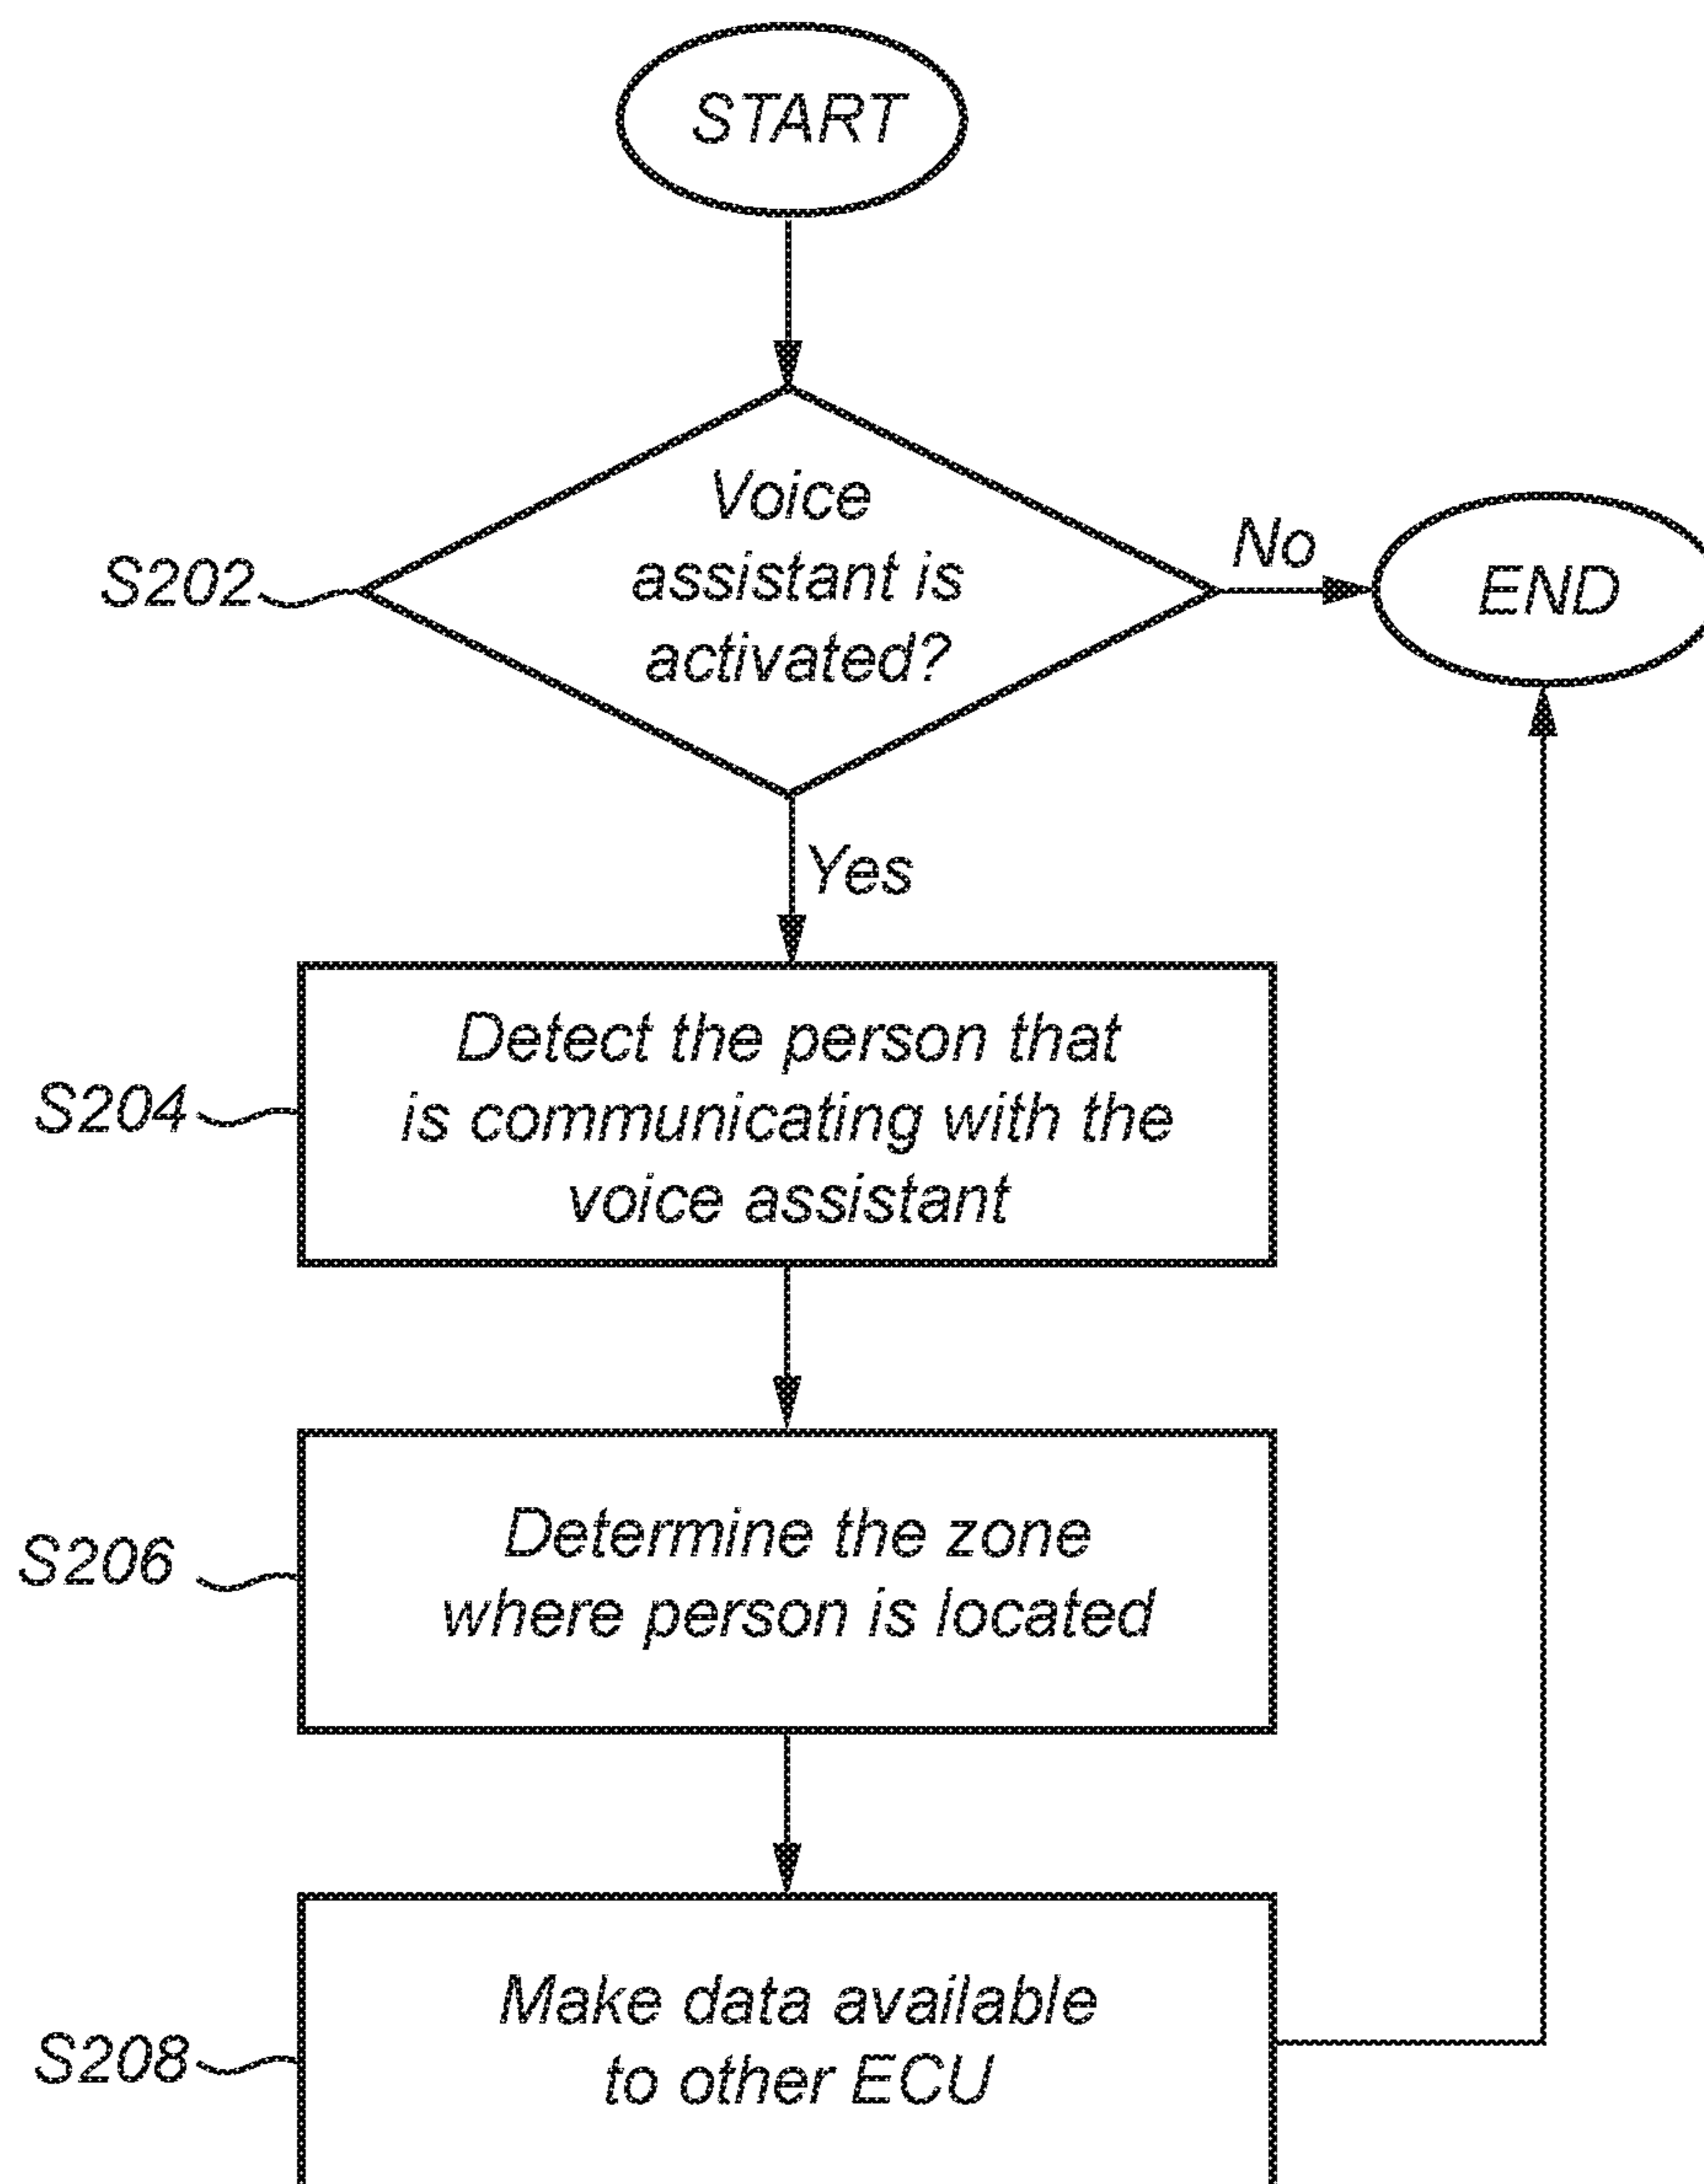 START
Voice
assistant is
activated?
S202
No
END
Yes
Detect the person that
is communicating with the
voice assistant
S204
Determine the zone
where person is located
S206
Make data available
to other ECU
S208